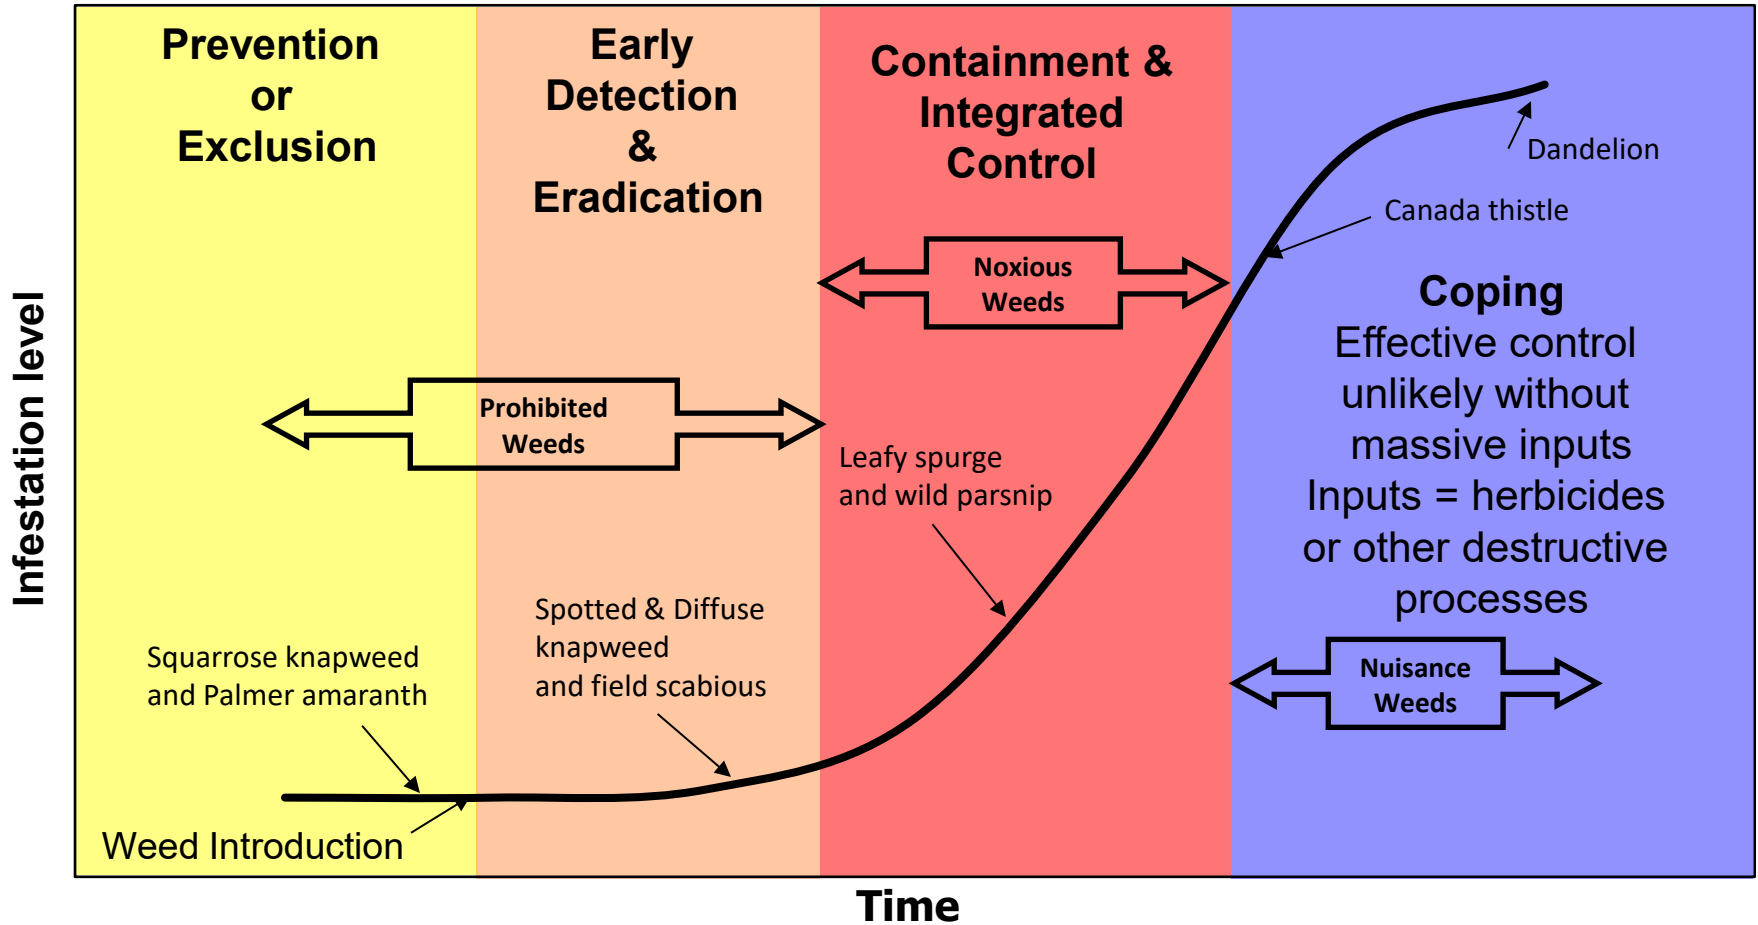 Prevention
or
Exclusion
Early
Detection
&
Eradication
Containment &
Integrated
Control
Dandelion
Canada thistle
Noxious
Weeds
Coping
Effective control
unlikely without
massive inputs
Inputs = herbicides
or other destructive
processes
Prohibited
Weeds
Leafy spurge
and wild parsnip
Spotted & Diffuse
knapweed
and field scabious
Squarrose knapweed
and Palmer amaranth
Nuisance
Weeds
Weed Introduction
Infestation level
Time